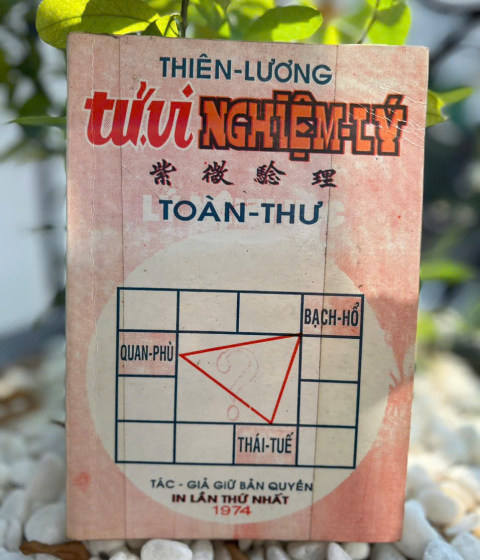 THIÊN-LƯƠNG
tử.vi NGHIỆM-LÝ
紫微騐理
TOÀN-THƯ
BẠCH-HỔ
QUAN-PHÙ
?
THÁI-TUẾ
TÁC - GIẢ GIỮ BẢN QUYỀN
IN LẦN THỨ NHẤT
1974